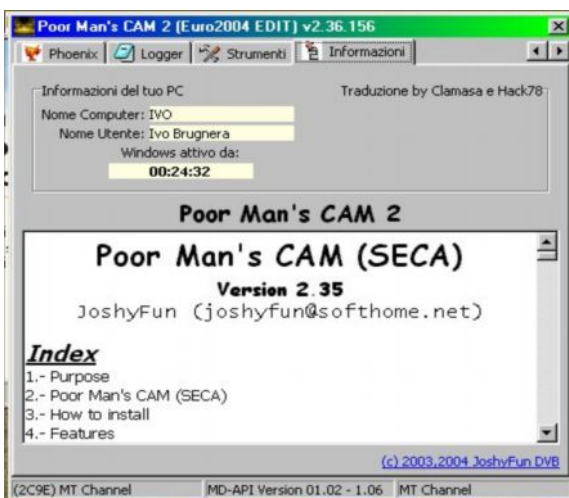 Poor Man's CAM 2 (Euro2004 EDIT) v2.36.156
Phoenix Logger Strumenti Informazioni
Informazioni del tuo PC Traduzione by Clamasa e Hack78
Nome Computer: IVO
Nome Utente: Ivo Brugnera
Windows attivo da:
00:24:32
Poor Man's CAM 2
Poor Man's CAM (SECA)
Version 2.35
JoshyFun (joshyfun@softhome.net)
Index
1.- Purpose
2.- Poor Man's CAM (SECA)
3.- How to install
4.- Features
(c) 2003,2004 JoshyFun DVB
(2C9E) MT Channel MD-API Version 01.02 - 1.06 MT Channel